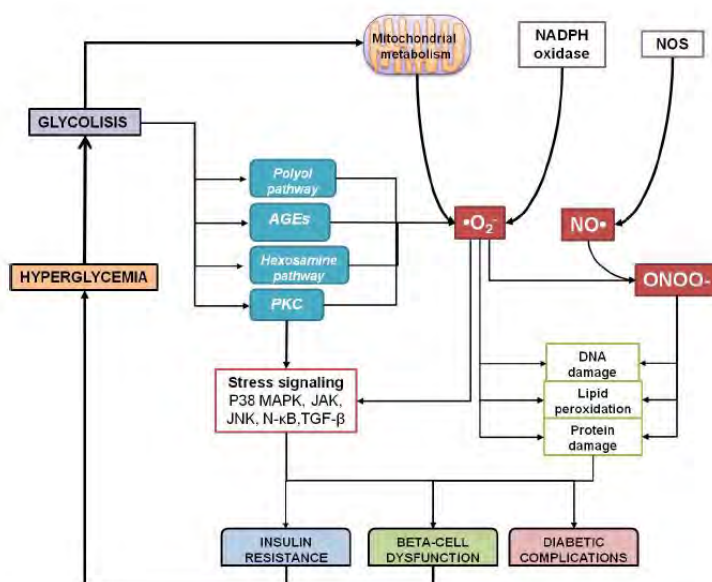 Mitochondrial
metabolism
NADPH
oxidase
NOS
GLYCOLISIS
Polyol
pathway
AGEs
Hexosamine
pathway
PKC
•O₂⁻
NO•
ONOO-
HYPERGLYCEMIA
Stress signaling
P38 MAPK, JAK,
JNK, N-κB,TGF-β
DNA
damage
Lipid
peroxidation
Protein
damage
INSULIN
RESISTANCE
BETA-CELL
DYSFUNCTION
DIABETIC
COMPLICATIONS